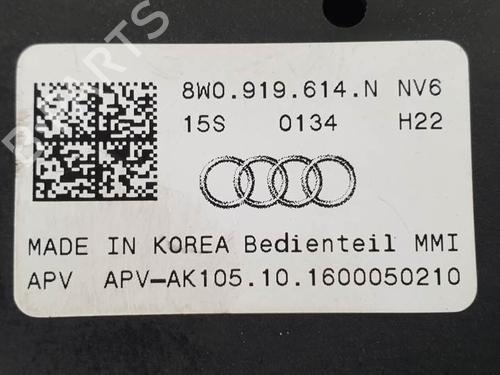 8W0.919.614.N NV6
15S 0134 H22
MADE IN KOREA Bedienteil MMI
APV APV-AK105.10.1600050210